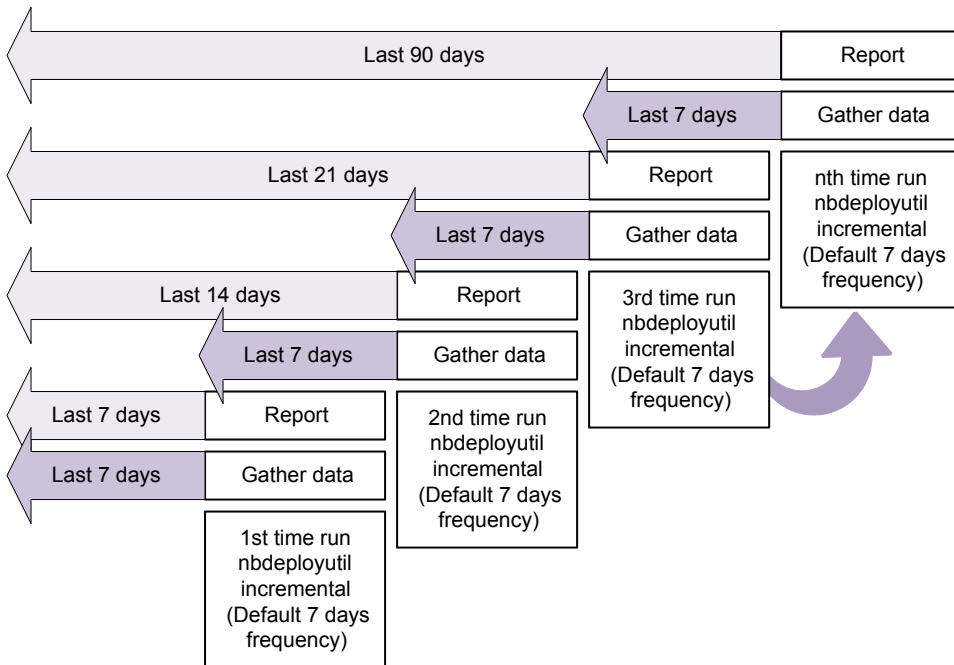 Last 90 days
Report
Last 7 days
Gather data
Last 21 days
Report
nth time run
nbdeployutil
incremental
(Default 7 days
frequency)
Last 7 days
Gather data
Last 14 days
Report
3rd time run
nbdeployutil
incremental
(Default 7 days
frequency)
Last 7 days
Gather data
Last 7 days
Report
2nd time run
nbdeployutil
incremental
(Default 7 days
frequency)
Last 7 days
Gather data
1st time run
nbdeployutil
incremental
(Default 7 days
frequency)